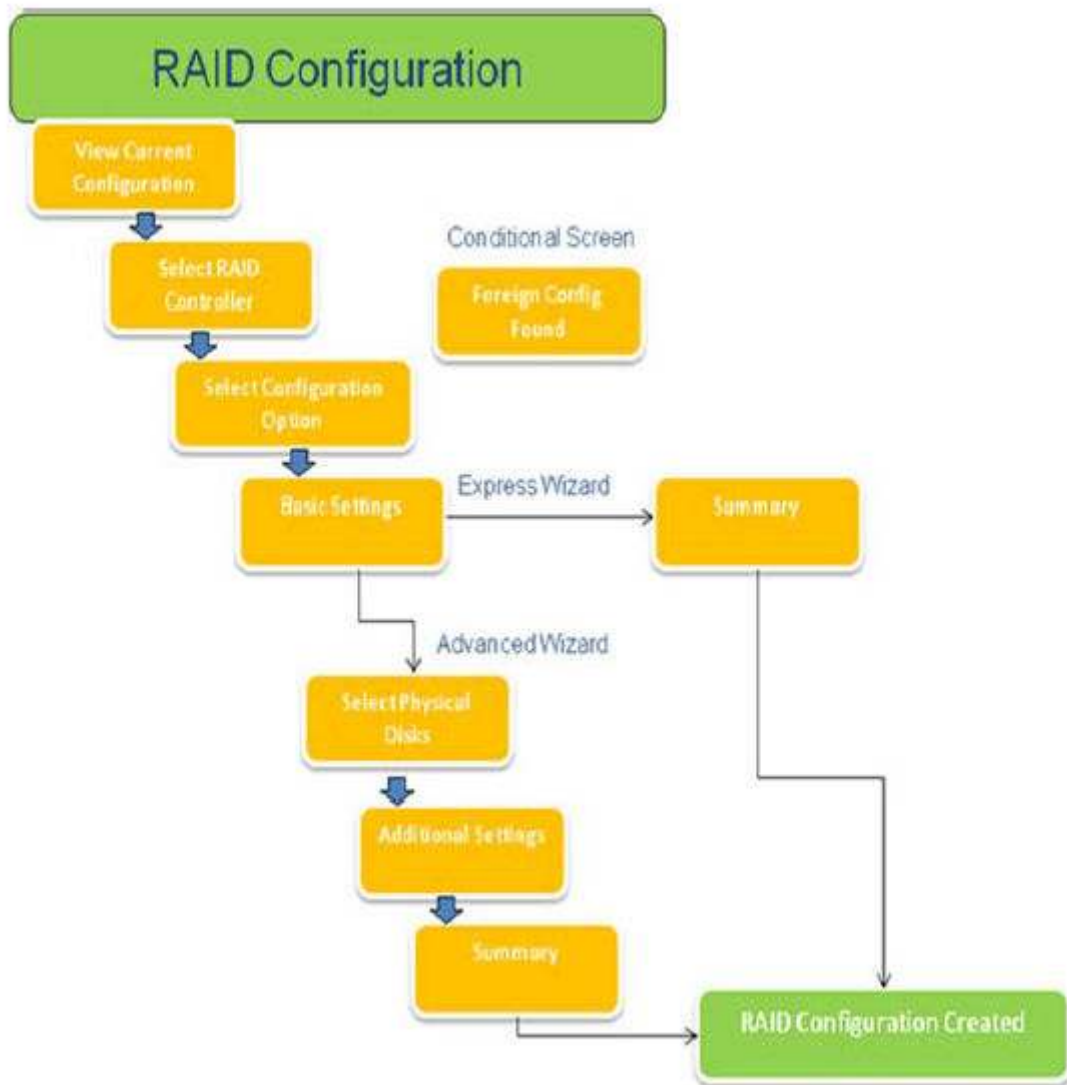 RAID Configuration
View Current
Configuration
Select RAID
Controller
Conditional Screen
Foreign Config
Found
Select Configuration
Option
Basic Settings
Express Wizard
Summary
Advanced Wizard
Select Physical
Disks
Additional Settings
Summary
RAID Configuration Created